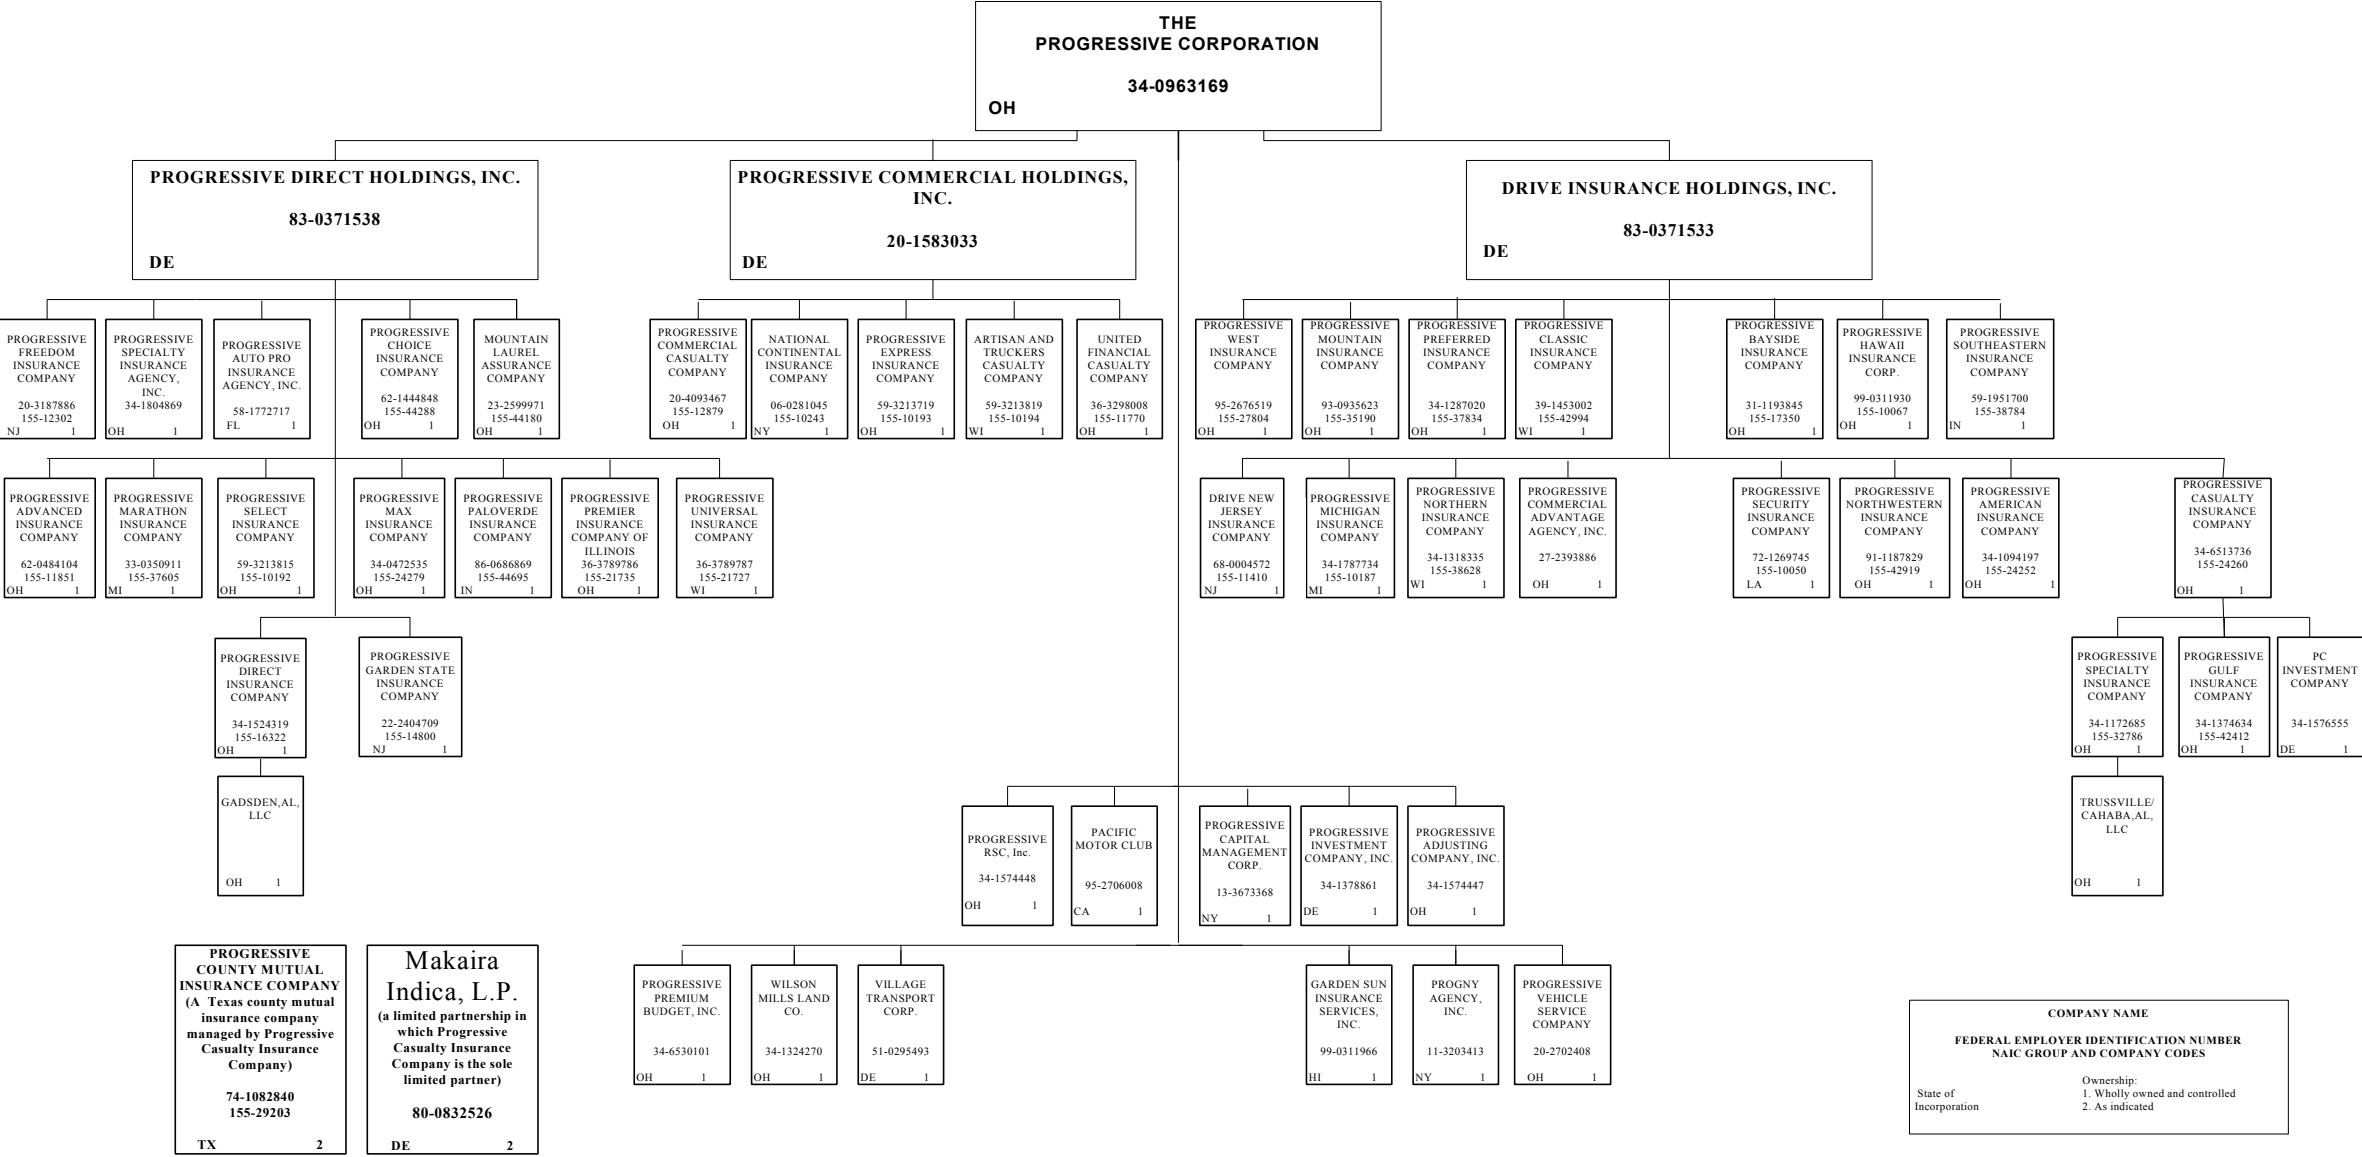 THE
PROGRESSIVE CORPORATION
34-0963169
OH
PROGRESSIVE DIRECT HOLDINGS, INC.
83-0371538
DE
PROGRESSIVE COMMERCIAL HOLDINGS,
INC.
20-1583033
DE
DRIVE INSURANCE HOLDINGS, INC.
83-0371533
DE
PROGRESSIVE
FREEDOM
INSURANCE
COMPANY
20-3187886
155-12302
NJ 1
PROGRESSIVE
SPECIALTY
INSURANCE
AGENCY,
INC.
34-1804869
OH 1
PROGRESSIVE
AUTO PRO
INSURANCE
AGENCY, INC.
58-1772717
FL 1
PROGRESSIVE
CHOICE
INSURANCE
COMPANY
62-1444848
155-44288
OH 1
MOUNTAIN
LAUREL
ASSURANCE
COMPANY
23-2599971
155-44180
OH 1
PROGRESSIVE
COMMERCIAL
CASUALTY
COMPANY
20-4093467
155-12879
OH 1
NATIONAL
CONTINENTAL
INSURANCE
COMPANY
06-0281045
155-10243
NY 1
PROGRESSIVE
EXPRESS
INSURANCE
COMPANY
59-3213719
155-10193
OH 1
ARTISAN AND
TRUCKERS
CASUALTY
COMPANY
59-3213819
155-10194
WI 1
UNITED
FINANCIAL
CASUALTY
COMPANY
36-3298008
155-11770
OH 1
PROGRESSIVE
WEST
INSURANCE
COMPANY
95-2676519
155-27804
OH 1
PROGRESSIVE
MOUNTAIN
INSURANCE
COMPANY
93-0935623
155-35190
OH 1
PROGRESSIVE
PREFERRED
INSURANCE
COMPANY
34-1287020
155-37834
OH 1
PROGRESSIVE
CLASSIC
INSURANCE
COMPANY
39-1453002
155-42994
WI 1
PROGRESSIVE
BAYSIDE
INSURANCE
COMPANY
31-1193845
155-17350
OH 1
PROGRESSIVE
HAWAII
INSURANCE
CORP.
99-0311930
155-10067
OH 1
PROGRESSIVE
SOUTHEASTERN
INSURANCE
COMPANY
59-1951700
155-38784
IN 1
PROGRESSIVE
ADVANCED
INSURANCE
COMPANY
62-0484104
155-11851
OH 1
PROGRESSIVE
MARATHON
INSURANCE
COMPANY
33-0350911
155-37605
MI 1
PROGRESSIVE
SELECT
INSURANCE
COMPANY
59-3213815
155-10192
OH 1
PROGRESSIVE
MAX
INSURANCE
COMPANY
34-0472535
155-24279
OH 1
PROGRESSIVE
PALOVERDE
INSURANCE
COMPANY
86-0686869
155-44695
IN 1
PROGRESSIVE
PREMIER
INSURANCE
COMPANY OF
ILLINOIS
36-3789786
155-21735
OH 1
PROGRESSIVE
UNIVERSAL
INSURANCE
COMPANY
36-3789787
155-21727
WI 1
DRIVE NEW
JERSEY
INSURANCE
COMPANY
68-0004572
155-11410
NJ 1
PROGRESSIVE
MICHIGAN
INSURANCE
COMPANY
34-1787734
155-10187
MI 1
PROGRESSIVE
NORTHERN
INSURANCE
COMPANY
34-1318335
155-38628
WI 1
PROGRESSIVE
COMMERCIAL
ADVANTAGE
AGENCY, INC.
27-2393886
OH 1
PROGRESSIVE
SECURITY
INSURANCE
COMPANY
72-1269745
155-10050
LA 1
PROGRESSIVE
NORTHWESTERN
INSURANCE
COMPANY
91-1187829
155-42919
OH 1
PROGRESSIVE
AMERICAN
INSURANCE
COMPANY
34-1094197
155-24252
OH 1
PROGRESSIVE
CASUALTY
INSURANCE
COMPANY
34-6513736
155-24260
OH 1
PROGRESSIVE
DIRECT
INSURANCE
COMPANY
34-1524319
155-16322
OH 1
PROGRESSIVE
GARDEN STATE
INSURANCE
COMPANY
22-2404709
155-14800
NJ 1
PROGRESSIVE
SPECIALTY
INSURANCE
COMPANY
34-1172685
155-32786
OH 1
PROGRESSIVE
GULF
INSURANCE
COMPANY
34-1374634
155-42412
OH 1
PC
INVESTMENT
COMPANY
34-1576555
DE 1
GADSDEN,AL,
LLC
OH 1
PROGRESSIVE
RSC, Inc.
34-1574448
OH 1
PACIFIC
MOTOR CLUB
95-2706008
CA 1
PROGRESSIVE
CAPITAL
MANAGEMENT
CORP.
13-3673368
NY 1
PROGRESSIVE
INVESTMENT
COMPANY, INC.
34-1378861
DE 1
PROGRESSIVE
ADJUSTING
COMPANY, INC.
34-1574447
OH 1
TRUSSVILLE/
CAHABA,AL,
LLC
OH 1
PROGRESSIVE
COUNTY MUTUAL
INSURANCE COMPANY
(A Texas county mutual
insurance company
managed by Progressive
Casualty Insurance
Company)
74-1082840
155-29203
TX 2
Makaira
Indica, L.P.
(a limited partnership in
which Progressive
Casualty Insurance
Company is the sole
limited partner)
80-0832526
DE 2
PROGRESSIVE
PREMIUM
BUDGET, INC.
34-6530101
OH 1
WILSON
MILLS LAND
CO.
34-1324270
OH 1
VILLAGE
TRANSPORT
CORP.
51-0295493
DE 1
GARDEN SUN
INSURANCE
SERVICES,
INC.
99-0311966
HI 1
PROGNY
AGENCY,
INC.
11-3203413
NY 1
PROGRESSIVE
VEHICLE
SERVICE
COMPANY
20-2702408
OH 1
COMPANY NAME
FEDERAL EMPLOYER IDENTIFICATION NUMBER
NAIC GROUP AND COMPANY CODES
Ownership:
State of 1. Wholly owned and controlled
Incorporation 2. As indicated